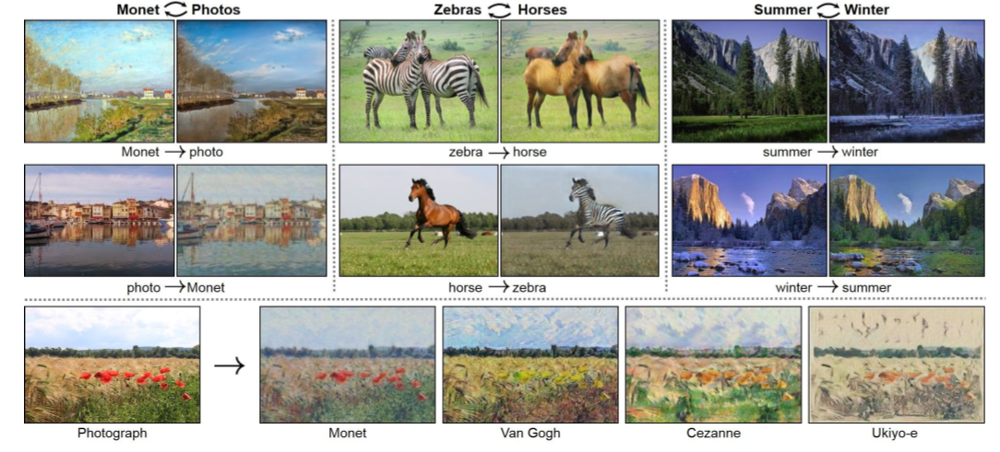 Monet ⟳ Photos
Zebras ⟳ Horses
Summer ⟳ Winter
Monet → photo
zebra → horse
summer → winter
photo → Monet
horse → zebra
winter → summer
Photograph
Monet
Van Gogh
Cezanne
Ukiyo-e